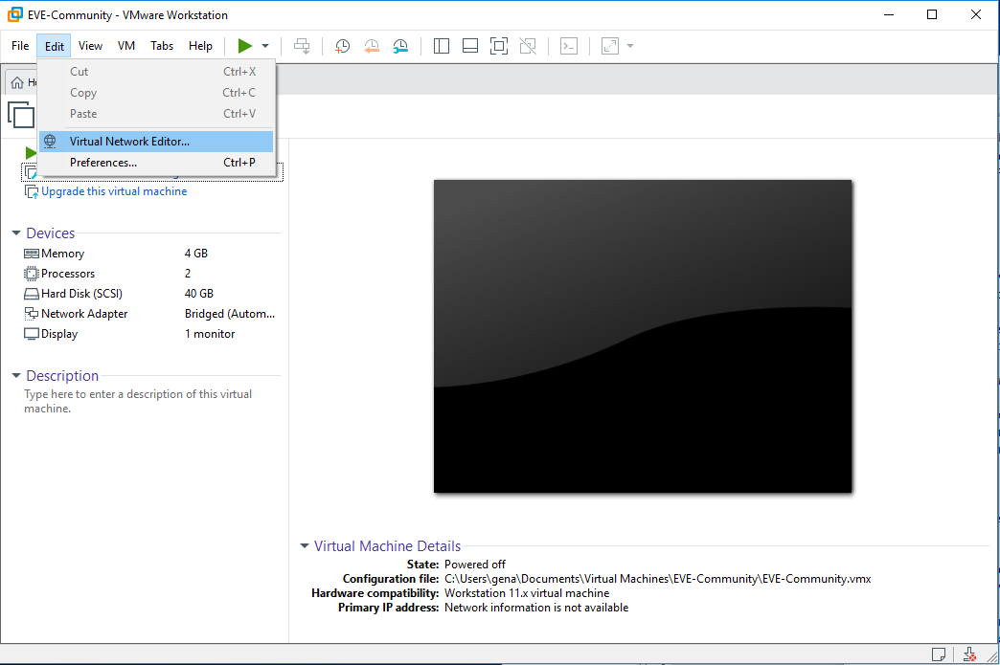 EVE-Community - VMware Workstation
File Edit View VM Tabs Help
Cut Ctrl+X
Copy Ctrl+C
Paste Ctrl+V
Virtual Network Editor...
Preferences... Ctrl+P
Upgrade this virtual machine
Devices
Memory 4 GB
Processors 2
Hard Disk (SCSI) 40 GB
Network Adapter Bridged (Autom...
Display 1 monitor
Description
Type here to enter a description of this virtual
machine.
Virtual Machine Details
State: Powered off
Configuration file: C:\Users\gena\Documents\Virtual Machines\EVE-Community\EVE-Community.vmx
Hardware compatibility: Workstation 11.x virtual machine
Primary IP address: Network information is not available